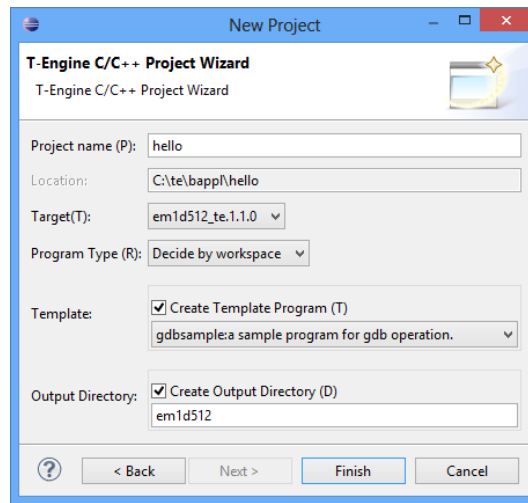 New Project
T-Engine C/C++ Project Wizard
T-Engine C/C++ Project Wizard
Project name (P): hello
Location: C:\te\bappl\hello
Target(T): em1d512_te.1.1.0
Program Type (R): Decide by workspace
Template: Create Template Program (T)
gdbsample:a sample program for gdb operation.
Output Directory: Create Output Directory (D)
em1d512
? < Back Next > Finish Cancel